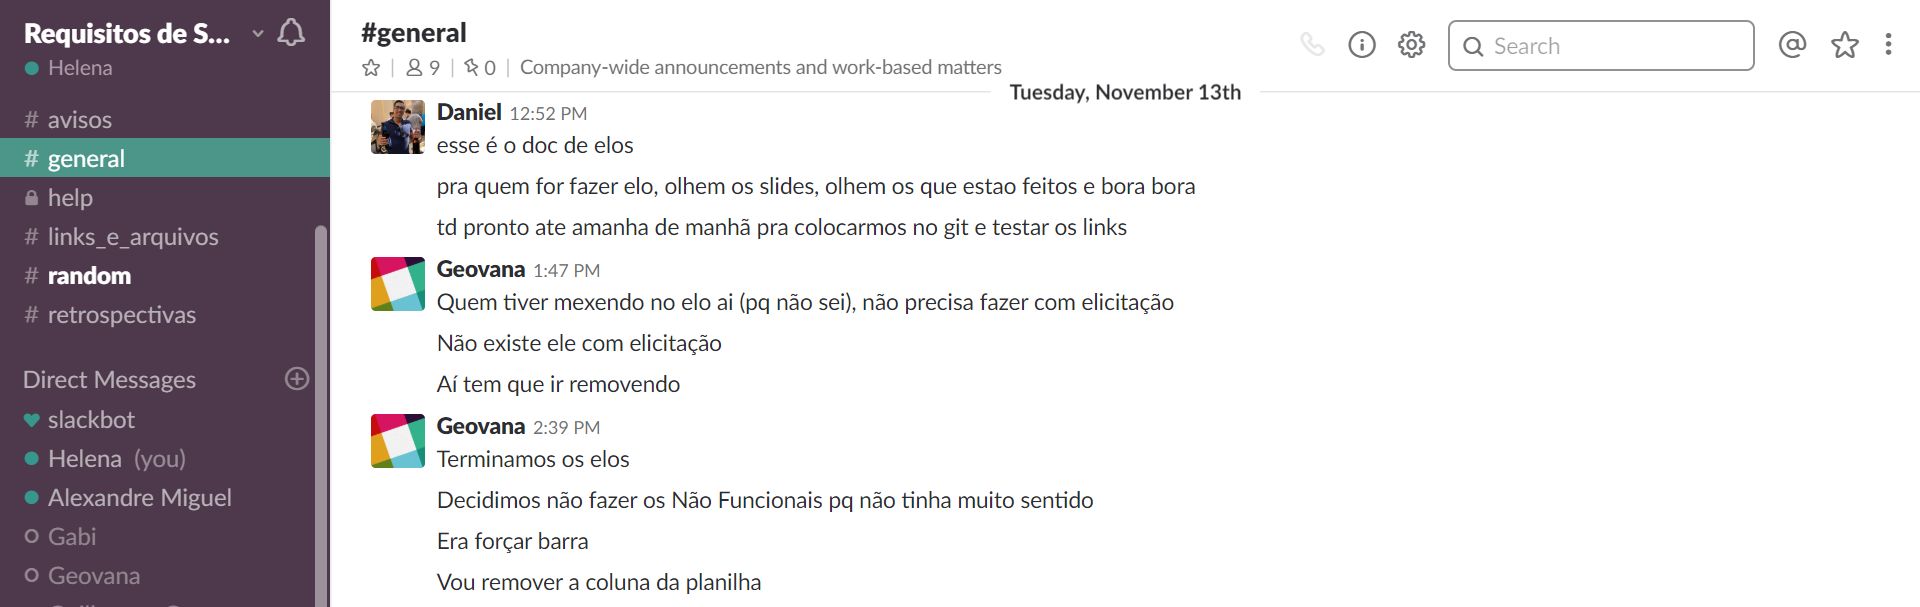 Requisitos de S...
Helena
# avisos
# general
help
# links_e_arquivos
# random
# retrospectivas
Direct Messages
slackbot
Helena (you)
Alexandre Miguel
Gabi
Geovana
#general
9 | 0 | Company-wide announcements and work-based matters
Search
Tuesday, November 13th
Daniel 12:52 PM
esse é o doc de elos
pra quem for fazer elo, olhem os slides, olhem os que estao feitos e bora bora
td pronto ate amanha de manhã pra colocarmos no git e testar os links
Geovana 1:47 PM
Quem tiver mexendo no elo ai (pq não sei), não precisa fazer com elicitação
Não existe ele com elicitação
Aí tem que ir removendo
Geovana 2:39 PM
Terminamos os elos
Decidimos não fazer os Não Funcionais pq não tinha muito sentido
Era forçar barra
Vou remover a coluna da planilha